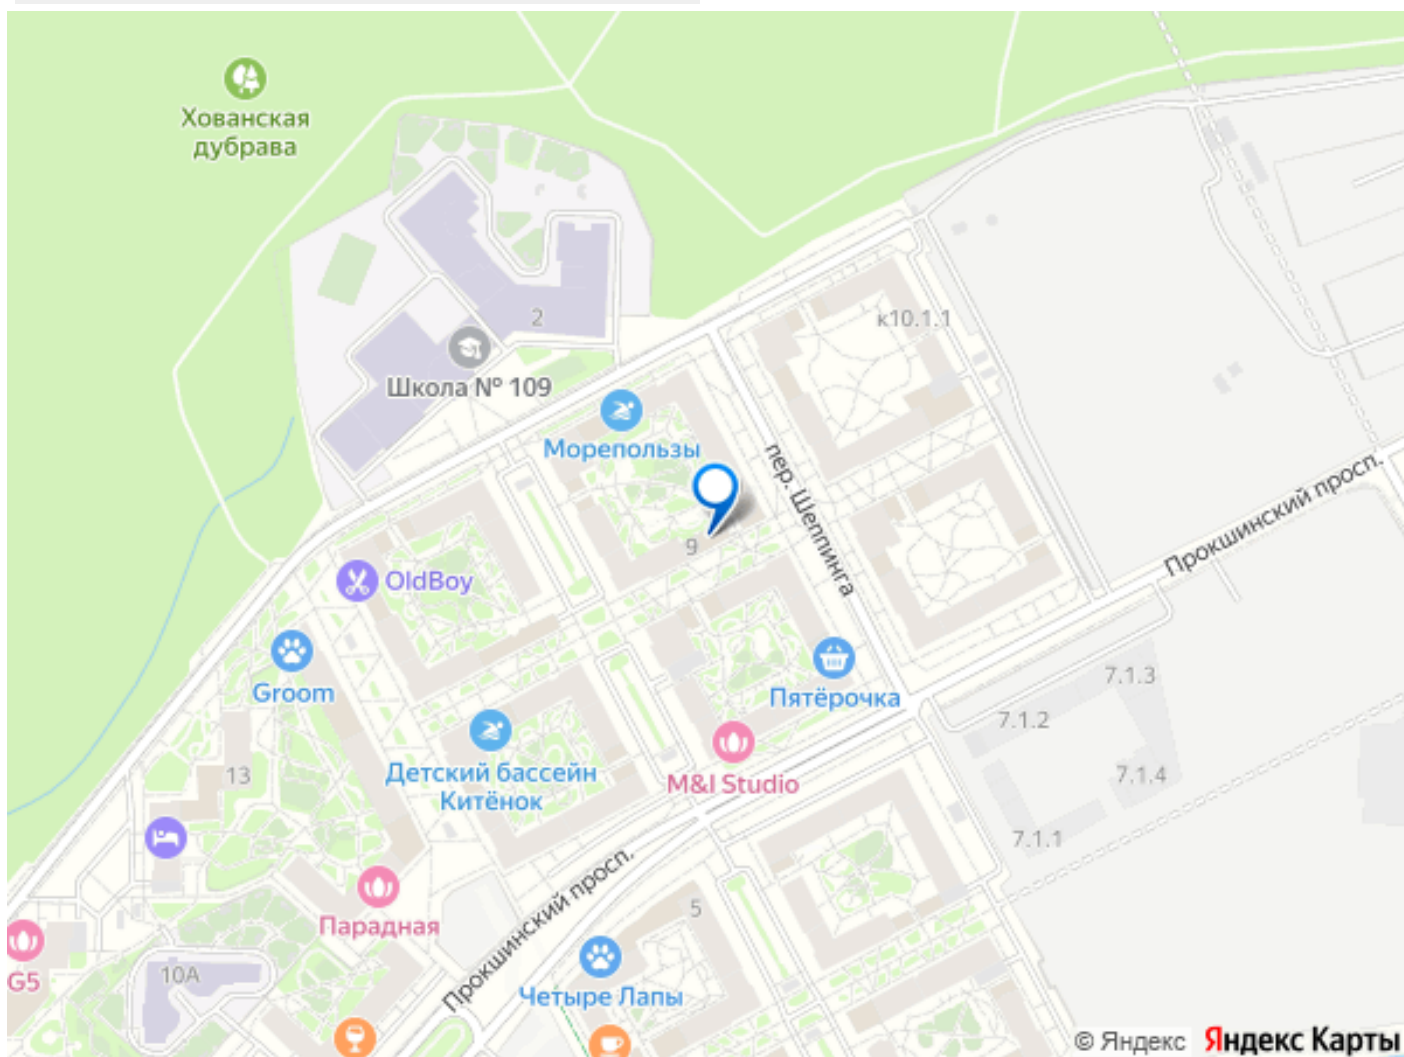 Хованская
дубрава
к10.1.1
2
Школа № 109
Морепользы
пер. Шеппинга
Прокшинский просп.
9
OldBoy
Groom
Пятёрочка
7.1.3
7.1.2
13
Детский бассейн
Китёнок
M&I Studio
7.1.4
7.1.1
Прокшинский просп.
5
Парадная
G5
10А
Четыре Лапы
© Яндекс Яндекс Карты